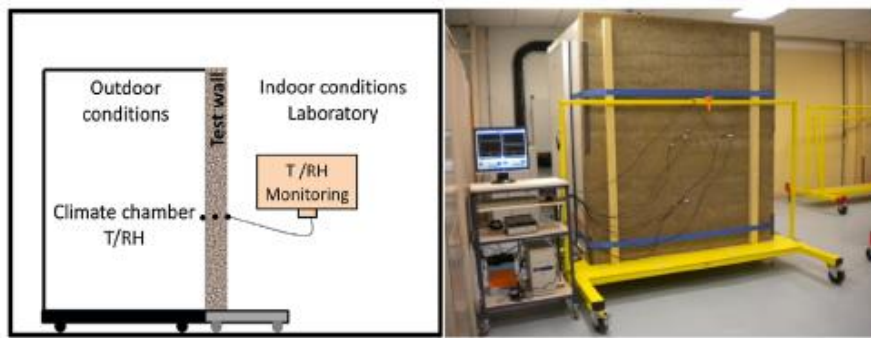 Outdoor
conditions
Test wall
Indoor conditions
Laboratory
T /RH
Monitoring
Climate chamber
T/RH